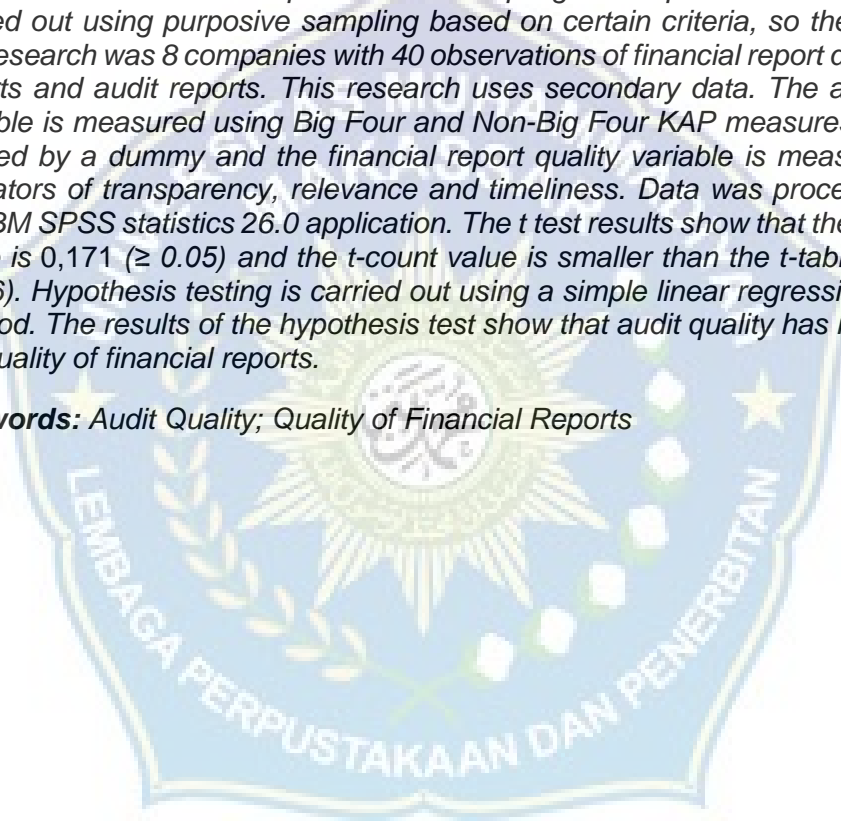 ed out using purposive sampling based on certain criteria, so the
esearch was 8 companies with 40 observations of financial report d
rts and audit reports. This research uses secondary data. The a
ble is measured using Big Four and Non-Big Four KAP measures
ed by a dummy and the financial report quality variable is meas
ators of transparency, relevance and timeliness. Data was proce
BM SPSS statistics 26.0 application. The t test results show that the
e is 0,171 (≥ 0.05) and the t-count value is smaller than the t-tabl
6). Hypothesis testing is carried out using a simple linear regressi
od. The results of the hypothesis test show that audit quality has
uality of financial reports.
words: Audit Quality; Quality of Financial Reports
LEMBAGA PERPUSTAKAAN DAN PENERBITAN